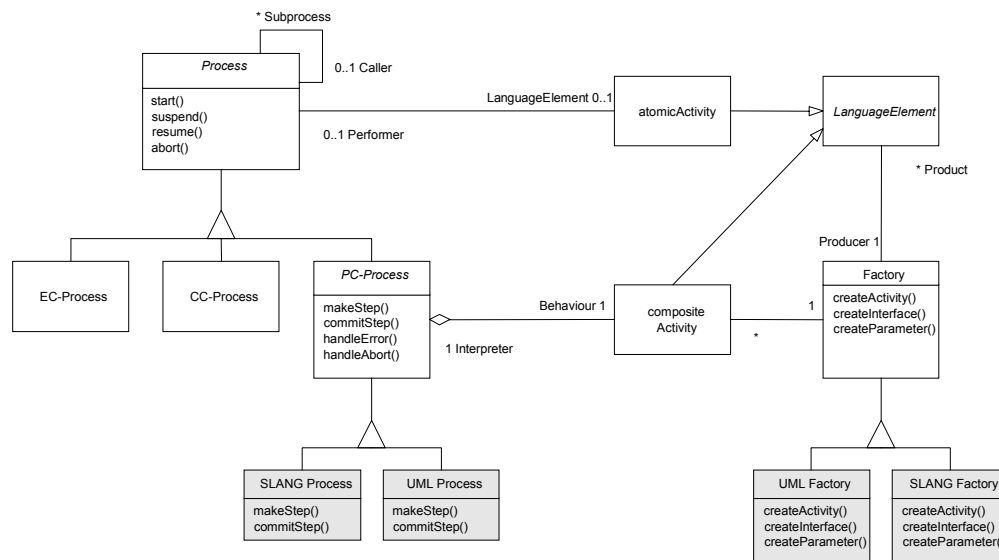 * Subprocess
Process
0..1 Caller
start()
suspend()
resume()
abort()
LanguageElement 0..1
0..1 Performer
atomicActivity
LanguageElement
* Product
Producer 1
EC-Process
CC-Process
PC-Process
makeStep()
commitStep()
handleError()
handleAbort()
Behaviour 1
1 Interpreter
composite
Activity
1
*
Factory
createActivity()
createInterface()
createParameter()
SLANG Process
makeStep()
commitStep()
UML Process
makeStep()
commitStep()
UML Factory
createActivity()
createInterface()
createParameter()
SLANG Factory
createActivity()
createInterface()
createParameter()